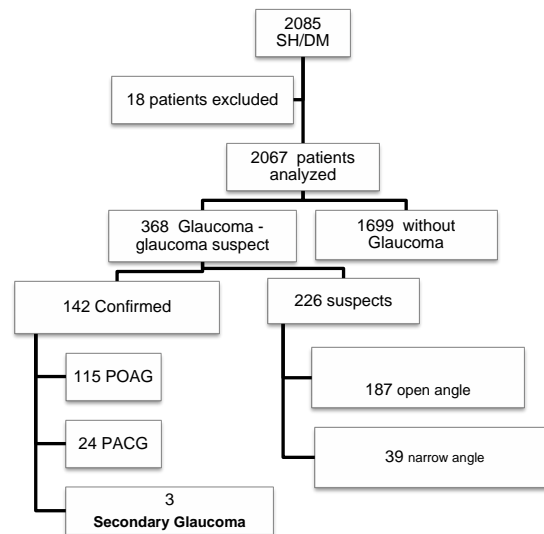 2085
SH/DM
18 patients excluded
2067 patients
analyzed
368 Glaucoma -
glaucoma suspect
1699 without
Glaucoma
142 Confirmed
226 suspects
115 POAG
187 open angle
24 PACG
39 narrow angle
3
Secondary Glaucoma